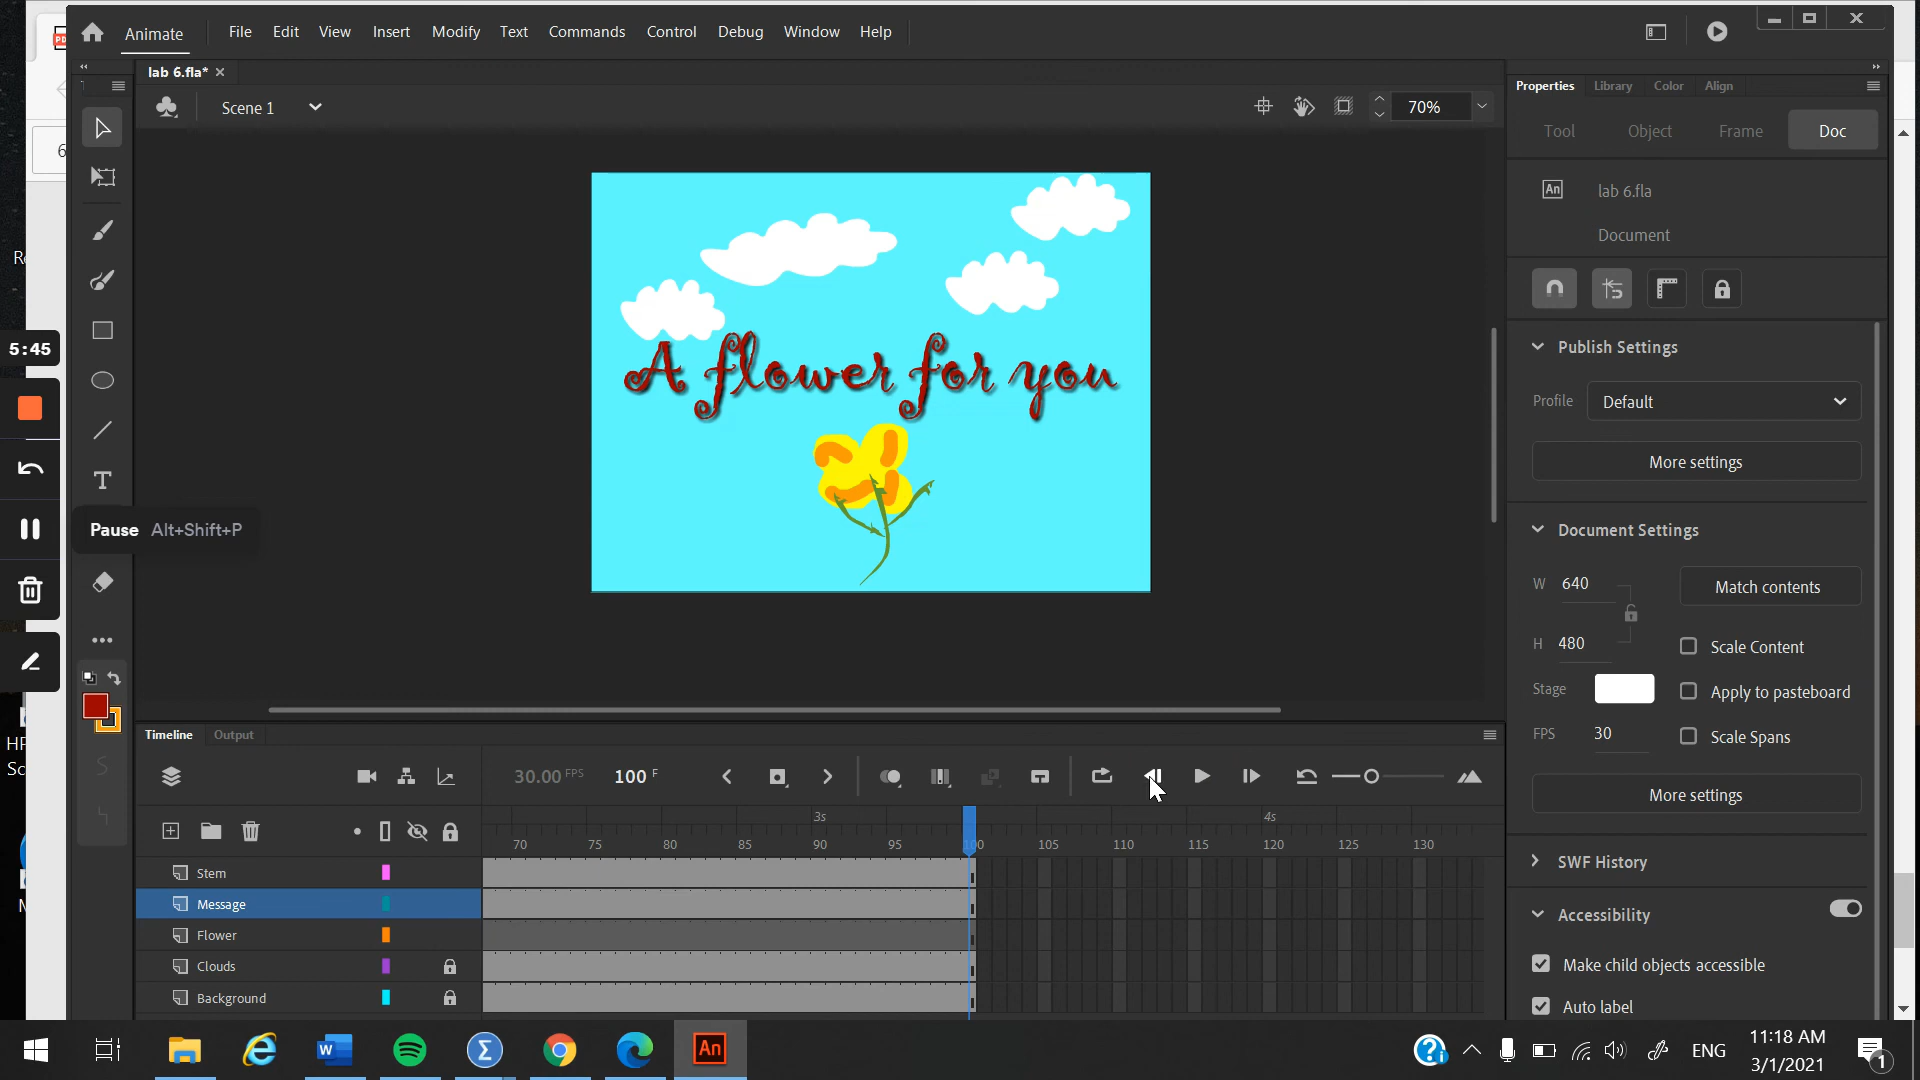 Animate File Edit View Insert Modify Text Commands Control Debug Window Help
lab 6.fla*
Scene 1
70%
Properties Library Color Align
Tool Object Frame Doc
An lab 6.fla
Document
5:45
Pause Alt+Shift+P
A flower for you
Publish Settings
Profile Default
More settings
Document Settings
W 640
Match contents
H 480
Scale Content
Stage
Apply to pasteboard
FPS 30
Scale Spans
More settings
SWF History
Accessibility
Make child objects accessible
Auto label
Timeline Output
30.00 FPS 100 F
3s 4s
70 75 80 85 90 95 100 105 110 115 120 125 130
Stem
Message
Flower
Clouds
Background
W
An
ENG
11:18 AM
3/1/2021
1